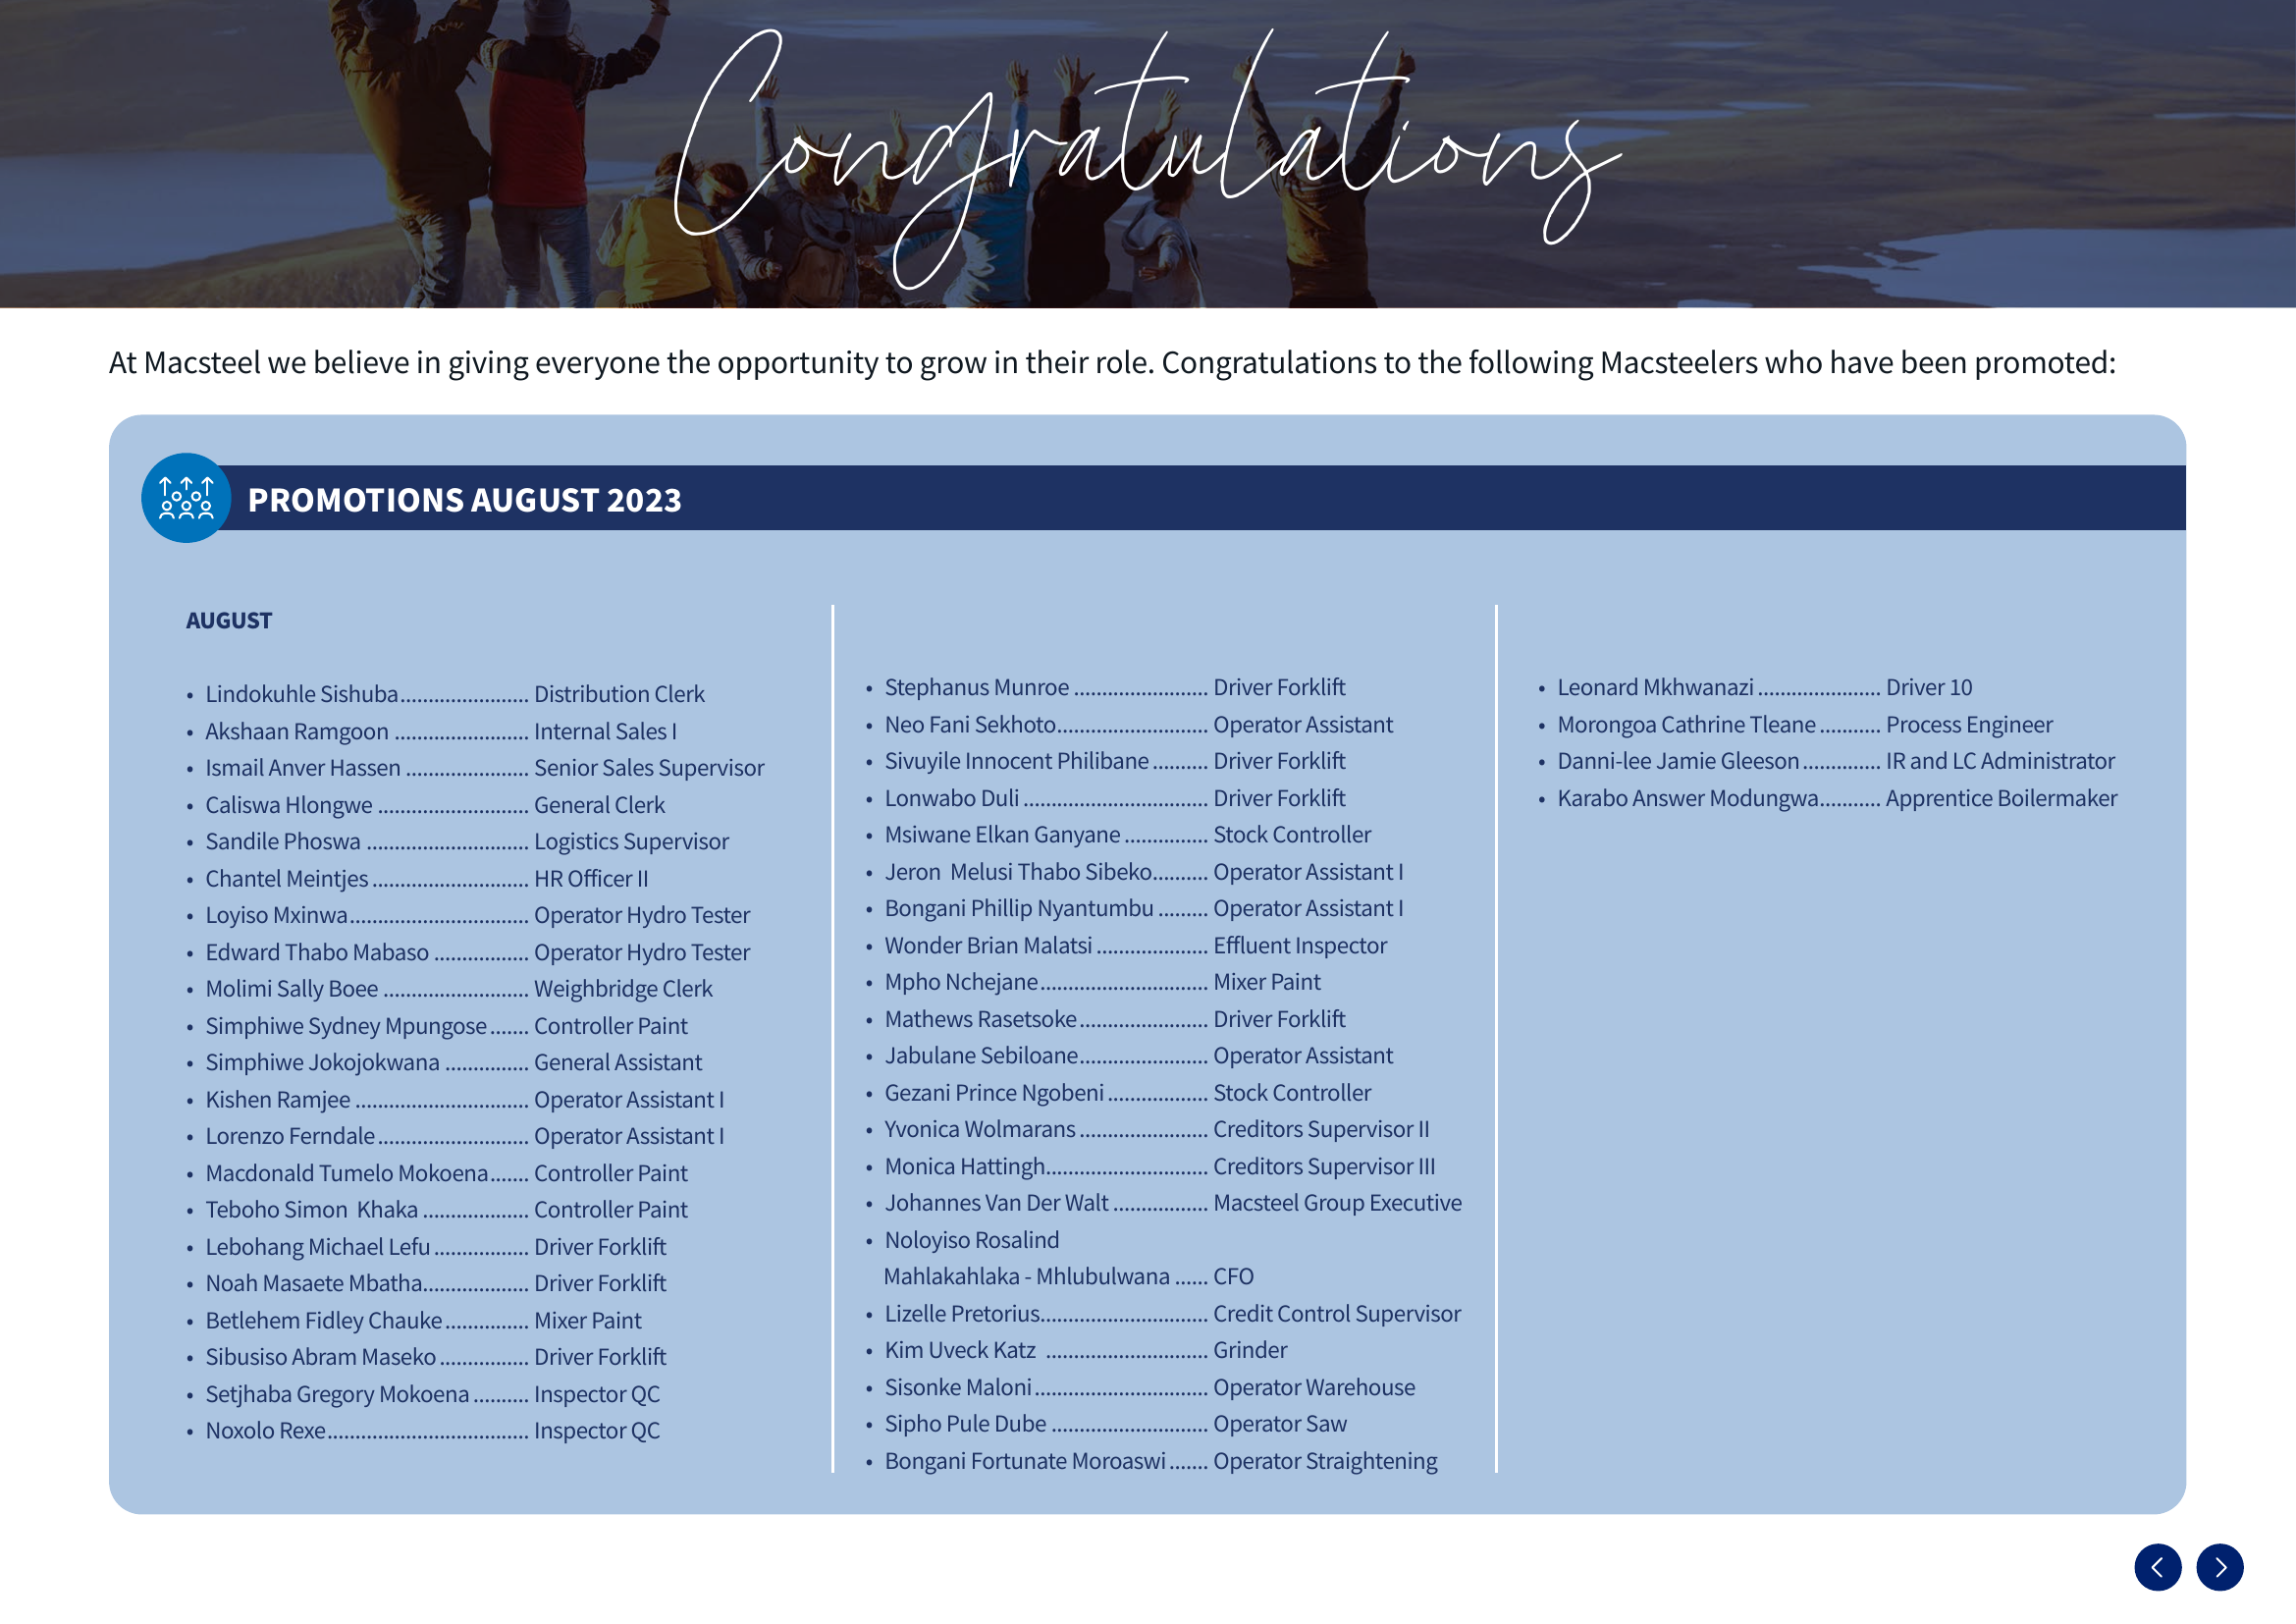 Congratulations
At Macsteel we believe in giving everyone the opportunity to grow in their role. Congratulations to the following Macsteelers who have been promoted:
PROMOTIONS AUGUST 2023
AUGUST
• Lindokuhle Sishuba....................... Distribution Clerk
• Akshaan Ramgoon ........................ Internal Sales I
• Ismail Anver Hassen ...................... Senior Sales Supervisor
• Caliswa Hlongwe ........................... General Clerk
• Sandile Phoswa ............................. Logistics Supervisor
• Chantel Meintjes ............................ HR Officer II
• Loyiso Mxinwa................................ Operator Hydro Tester
• Edward Thabo Mabaso ................. Operator Hydro Tester
• Molimi Sally Boee .......................... Weighbridge Clerk
• Simphiwe Sydney Mpungose ....... Controller Paint
• Simphiwe Jokojokwana ............... General Assistant
• Kishen Ramjee ............................... Operator Assistant I
• Lorenzo Ferndale ........................... Operator Assistant I
• Macdonald Tumelo Mokoena....... Controller Paint
• Teboho Simon  Khaka ................... Controller Paint
• Lebohang Michael Lefu ................. Driver Forklift
• Noah Masaete Mbatha................... Driver Forklift
• Betlehem Fidley Chauke ............... Mixer Paint
• Sibusiso Abram Maseko ................ Driver Forklift
• Setjhaba Gregory Mokoena .......... Inspector QC
• Noxolo Rexe.................................... Inspector QC
• Stephanus Munroe ........................ Driver Forklift
• Neo Fani Sekhoto........................... Operator Assistant
• Sivuyile Innocent Philibane .......... Driver Forklift
• Lonwabo Duli ................................. Driver Forklift
• Msiwane Elkan Ganyane ............... Stock Controller
• Jeron  Melusi Thabo Sibeko.......... Operator Assistant I
• Bongani Phillip Nyantumbu ......... Operator Assistant I
• Wonder Brian Malatsi .................... Effluent Inspector
• Mpho Nchejane.............................. Mixer Paint
• Mathews Rasetsoke ....................... Driver Forklift
• Jabulane Sebiloane....................... Operator Assistant
• Gezani Prince Ngobeni .................. Stock Controller
• Yvonica Wolmarans ....................... Creditors Supervisor II
• Monica Hattingh............................. Creditors Supervisor III
• Johannes Van Der Walt ................. Macsteel Group Executive
• Noloyiso Rosalind
Mahlakahlaka - Mhlubulwana ...... CFO
• Lizelle Pretorius.............................. Credit Control Supervisor
• Kim Uveck Katz  ............................. Grinder
• Sisonke Maloni ............................... Operator Warehouse
• Sipho Pule Dube ............................ Operator Saw
• Bongani Fortunate Moroaswi ....... Operator Straightening
• Leonard Mkhwanazi ...................... Driver 10
• Morongoa Cathrine Tleane ........... Process Engineer
• Danni-lee Jamie Gleeson .............. IR and LC Administrator
• Karabo Answer Modungwa........... Apprentice Boilermaker